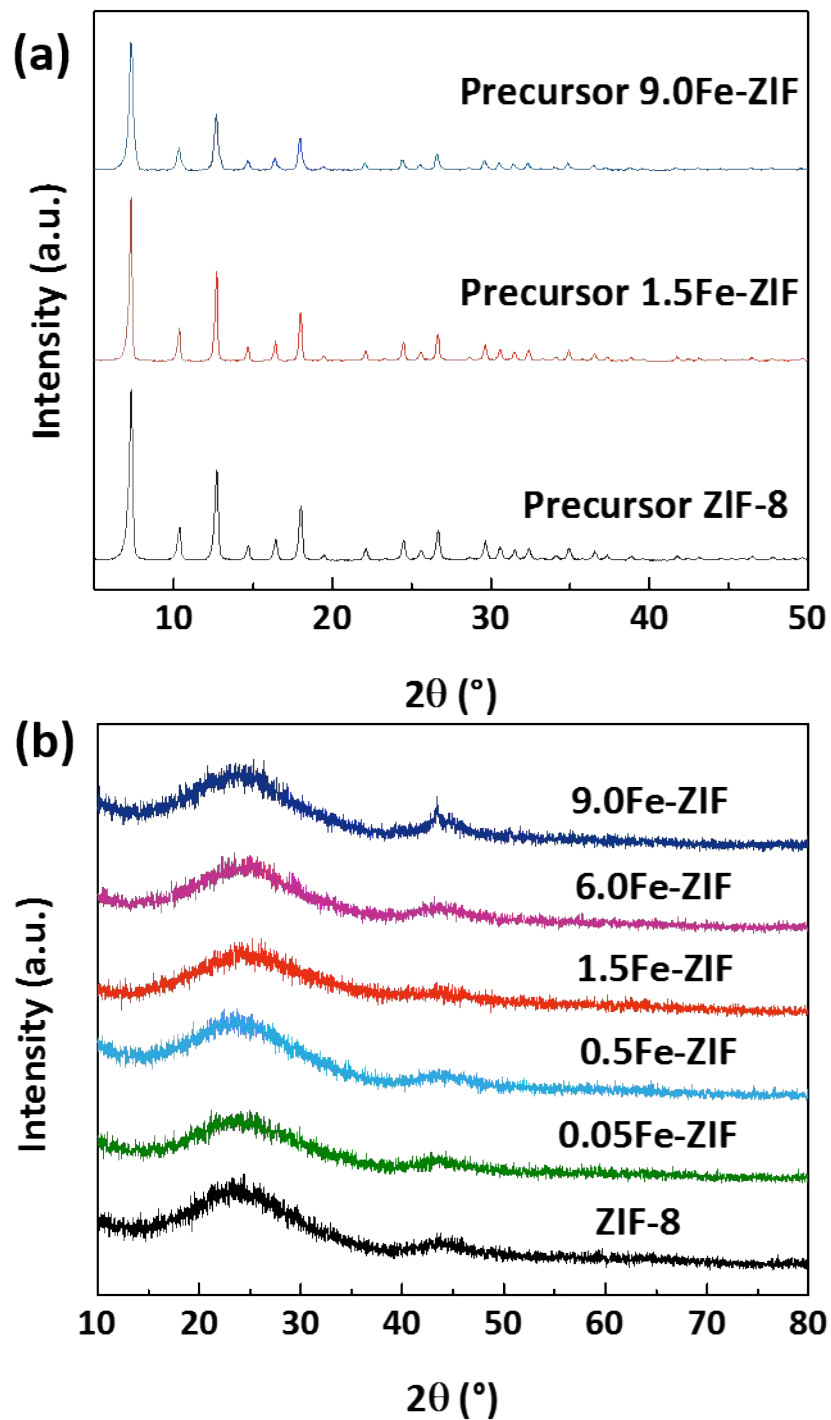 (a)
Precursor 9.0Fe-ZIF
Precursor 1.5Fe-ZIF
Precursor ZIF-8
Intensity (a.u.)
10 20 30 40 50
2θ (°)
(b)
9.0Fe-ZIF
6.0Fe-ZIF
1.5Fe-ZIF
0.5Fe-ZIF
0.05Fe-ZIF
ZIF-8
Intensity (a.u.)
10 20 30 40 50 60 70 80
2θ (°)